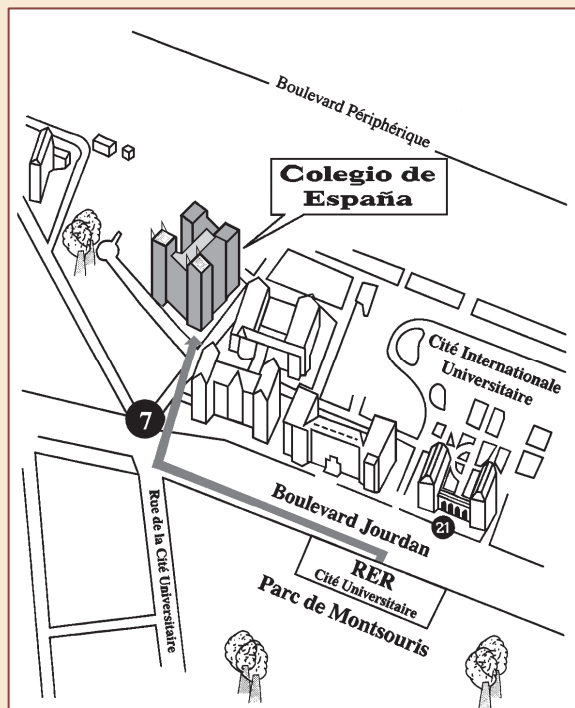 Boulevard Périphérique
Colegio de
España
Cité Internationale
Universitaire
7
21
Boulevard Jourdan
Rue de la Cité Universitaire
RER
Cité Universitaire
Parc de Montsouris